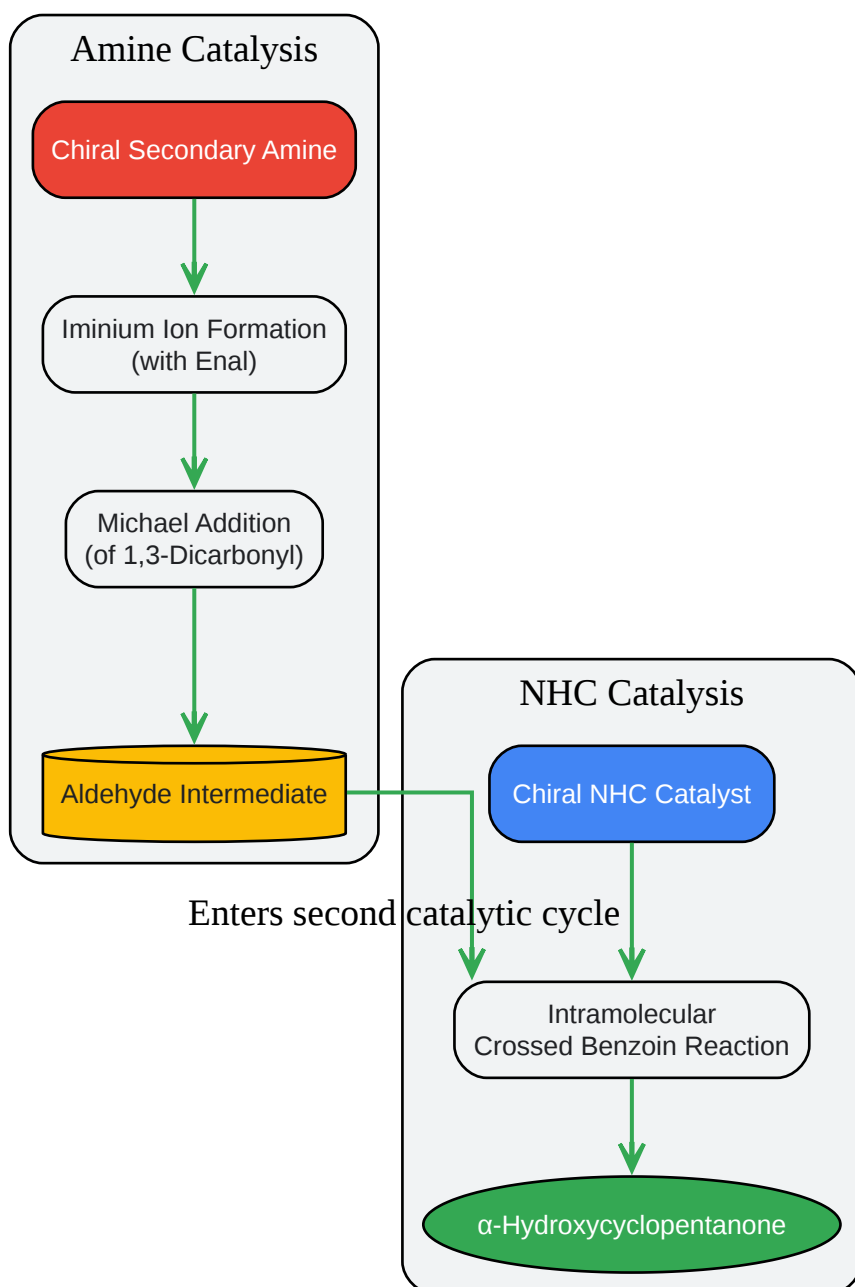 Amine Catalysis
Chiral Secondary Amine
Iminium Ion Formation
(with Enal)
Michael Addition
(of 1,3-Dicarbonyl)
Aldehyde Intermediate
Enters second catalytic cycle
NHC Catalysis
Chiral NHC Catalyst
Intramolecular
Crossed Benzoin Reaction
α-Hydroxycyclopentanone